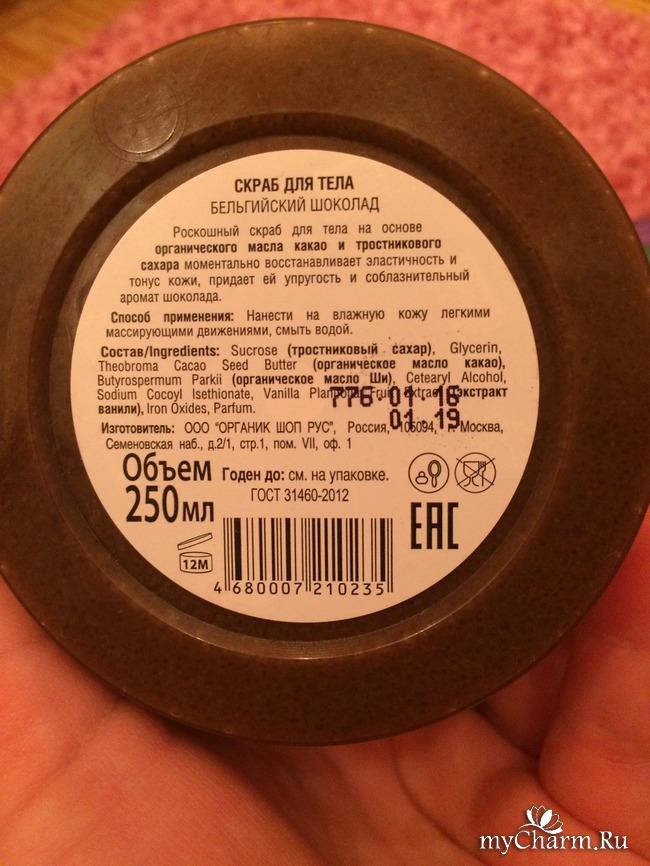 СКРАБ ДЛЯ ТЕЛА
БЕЛЬГИЙСКИЙ ШОКОЛАД
Роскошный скраб для тела на основе
органического масла какао и тростникового
сахара моментально восстанавливает эластичность и
тонус кожи, придает ей упругость и соблазнительный
аромат шоколада.
Способ применения: Нанести на влажную кожу легкими
массирующими движениями, смыть водой.
Состав/Ingredients: Sucrose (тростниковый сахар), Glycerin,
Theobroma Cacao Seed Butter (органическое масло какао),
Butyrospermum Parkii (органическое масло Ши), Cetearyl Alcohol,
Sodium Cocoyl Isethionate, Vanilla Planifolia Fruit Extract (экстракт
ванили), Iron Oxides, Parfum.
776 01 16
01 19
Изготовитель: ООО "ОРГАНИК ШОП РУС", Россия, 105094, г. Москва,
Семеновская наб., д.2/1, стр.1, пом. VII, оф. 1
Объем
250мл
Годен до: см. на упаковке.
ГОСТ 31460-2012
EAC
12M
4 680007 210235
myCharm.Ru